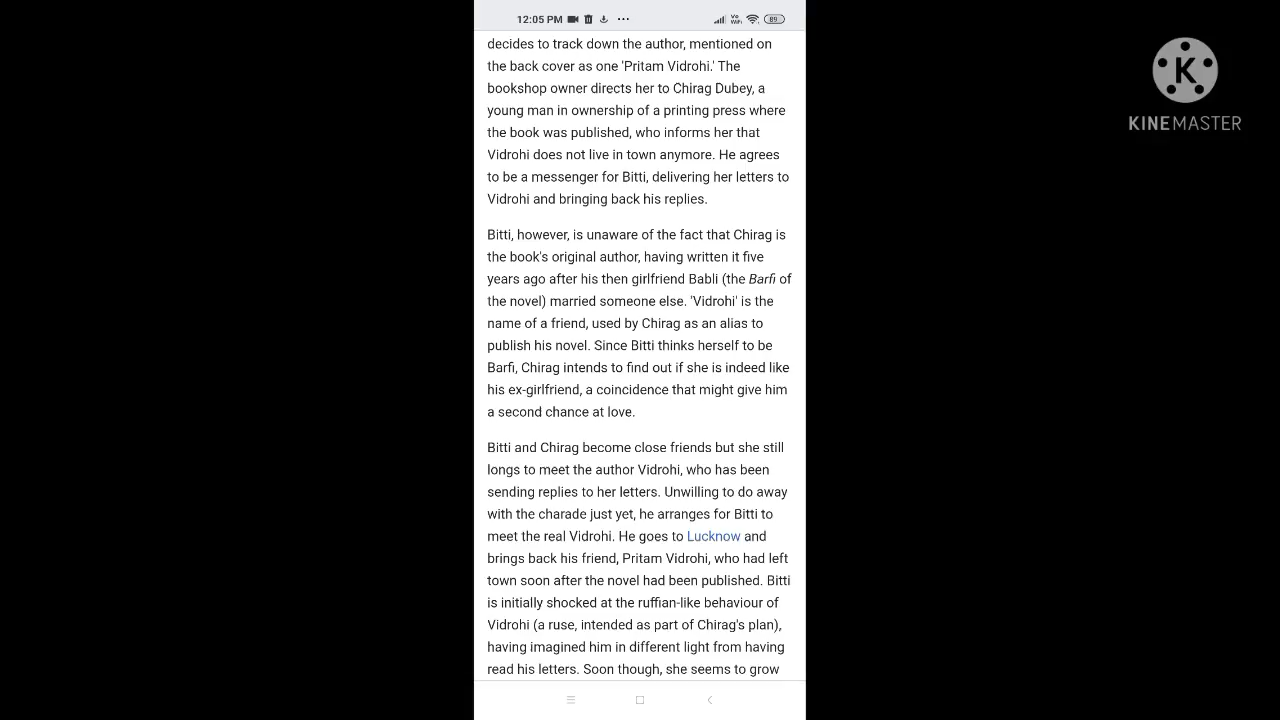 12:05 PM ... Vo WiFi 89
decides to track down the author, mentioned on
the back cover as one 'Pritam Vidrohi.' The
bookshop owner directs her to Chirag Dubey, a
young man in ownership of a printing press where
the book was published, who informs her that
Vidrohi does not live in town anymore. He agrees
to be a messenger for Bitti, delivering her letters to
Vidrohi and bringing back his replies.
Bitti, however, is unaware of the fact that Chirag is
the book's original author, having written it five
years ago after his then girlfriend Babli (the Barfi of
the novel) married someone else. 'Vidrohi' is the
name of a friend, used by Chirag as an alias to
publish his novel. Since Bitti thinks herself to be
Barfi, Chirag intends to find out if she is indeed like
his ex-girlfriend, a coincidence that might give him
a second chance at love.
Bitti and Chirag become close friends but she still
longs to meet the author Vidrohi, who has been
sending replies to her letters. Unwilling to do away
with the charade just yet, he arranges for Bitti to
meet the real Vidrohi. He goes to Lucknow and
brings back his friend, Pritam Vidrohi, who had left
town soon after the novel had been published. Bitti
is initially shocked at the ruffian-like behaviour of
Vidrohi (a ruse, intended as part of Chirag's plan),
having imagined him in different light from having
read his letters. Soon though, she seems to grow
K
KINEMASTER